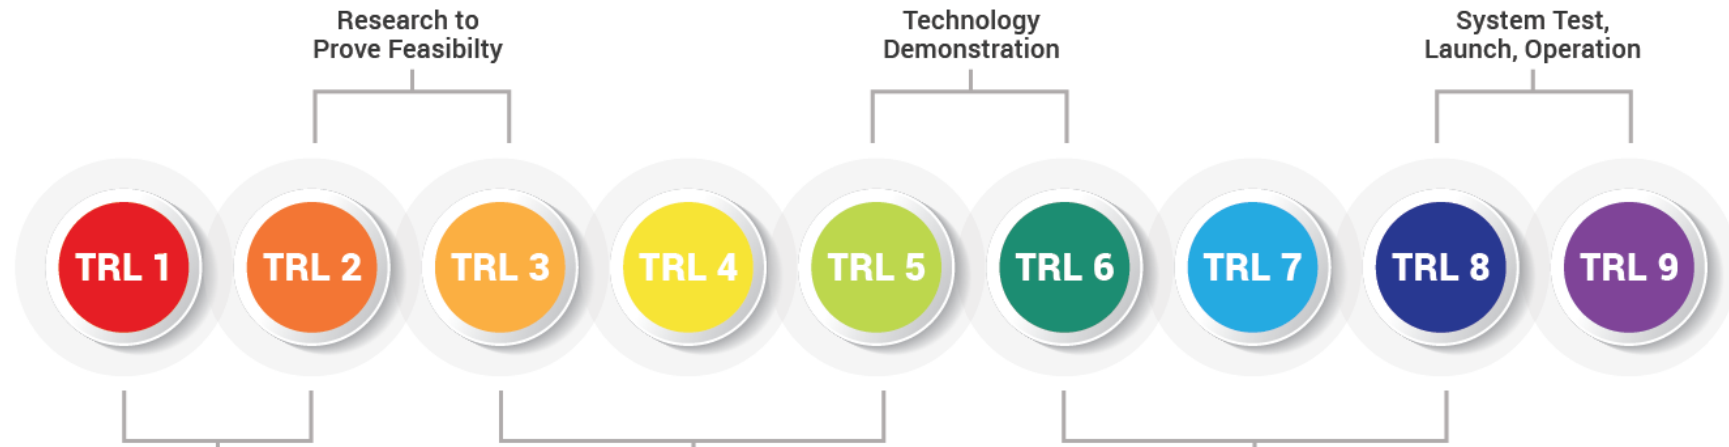 Research to
Prove Feasibilty
Technology
Demonstration
System Test,
Launch, Operation
TRL 1
TRL 2
TRL 3
TRL 4
TRL 5
TRL 6
TRL 7
TRL 8
TRL 9